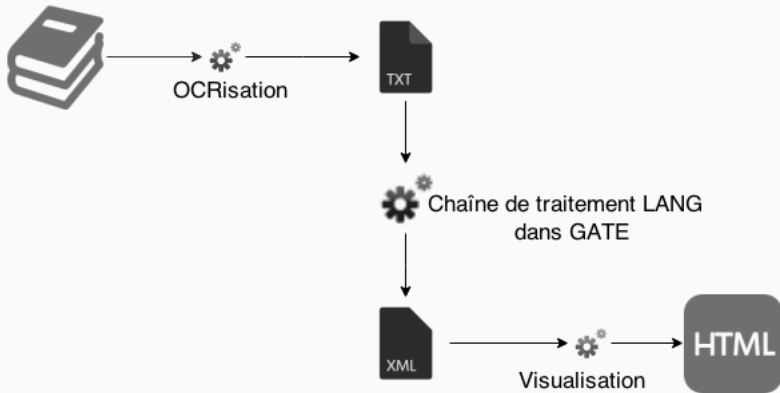 OCRisation
TXT
Chaîne de traitement LANG
dans GATE
XML
HTML
Visualisation